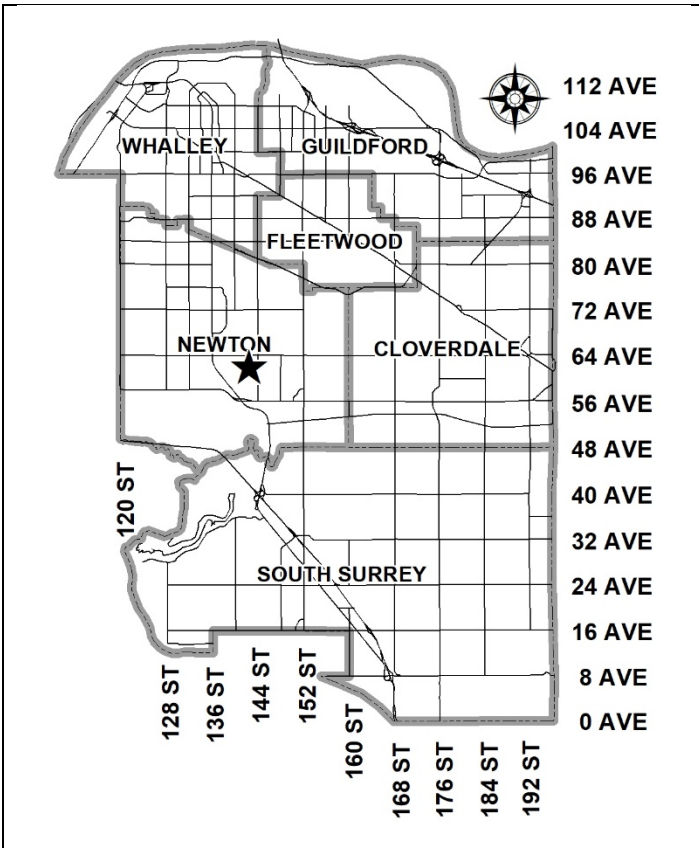 112 AVE
104 AVE
WHALLEY
GUILDFORD
96 AVE
88 AVE
FLEETWOOD
80 AVE
72 AVE
NEWTON
CLOVERDALE
64 AVE
56 AVE
48 AVE
120 ST
40 AVE
32 AVE
SOUTH SURREY
24 AVE
16 AVE
128 ST
136 ST
144 ST
152 ST
160 ST
8 AVE
0 AVE
168 ST
176 ST
184 ST
192 ST